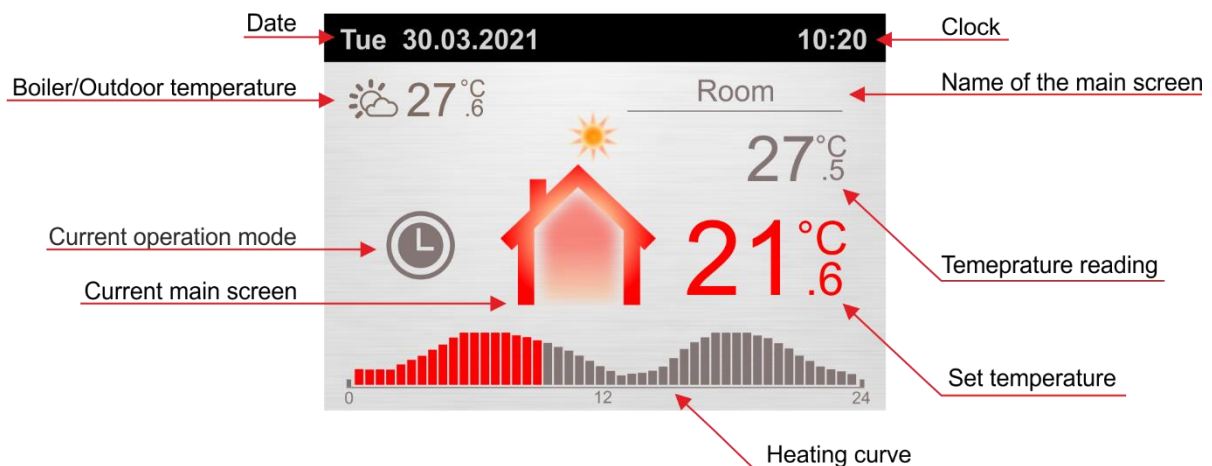 Date
Tue 30.03.2021
10:20
Clock
Boiler/Outdoor temperature
27.6°C
Room
Name of the main screen
27.5°C
Current operation mode
21.6°C
Temeprature reading
Current main screen
Set temperature
0 12 24
Heating curve